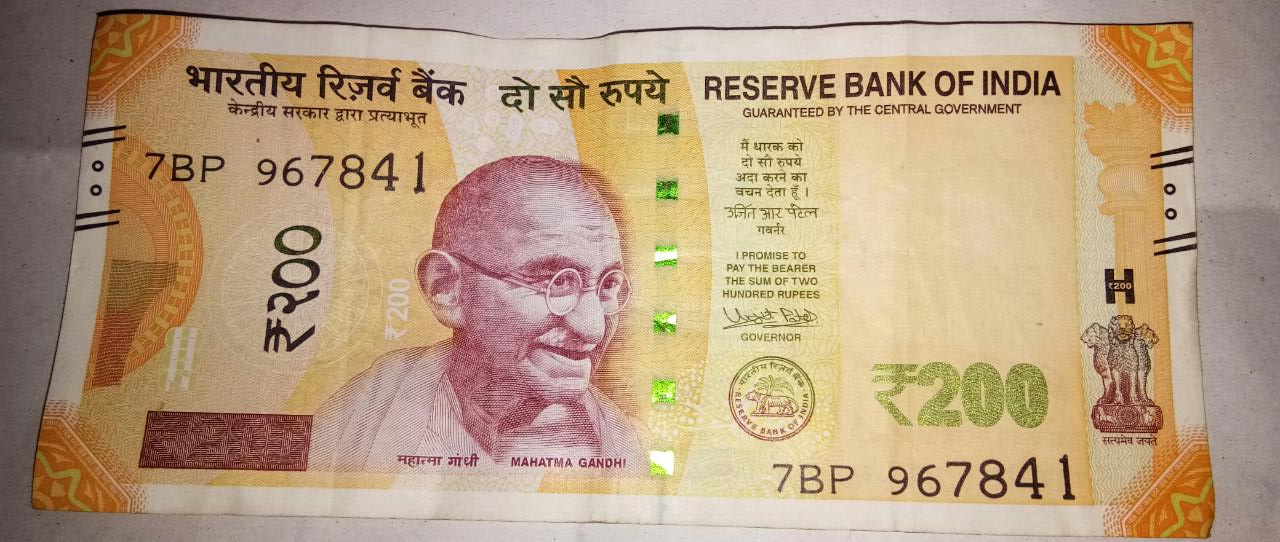 भारतीय रिज़र्व बैंक
केन्द्रीय सरकार द्वारा प्रत्याभूत
दो सौ रुपये
RESERVE BANK OF INDIA
GUARANTEED BY THE CENTRAL GOVERNMENT
7BP 967841
₹२००
₹200
मैं धारक को
दो सौ रुपये
अदा करने का
वचन देता हूँ ।
उर्जित आर पटेल
गवर्नर
I PROMISE TO
PAY THE BEARER
THE SUM OF TWO
HUNDRED RUPEES
Urjit Patel
GOVERNOR
भारतीय रिज़र्व बैंक
RESERVE BANK OF INDIA
₹200
₹200
सत्यमेव जयते
महात्मा गांधी
MAHATMA GANDHI
7BP 967841